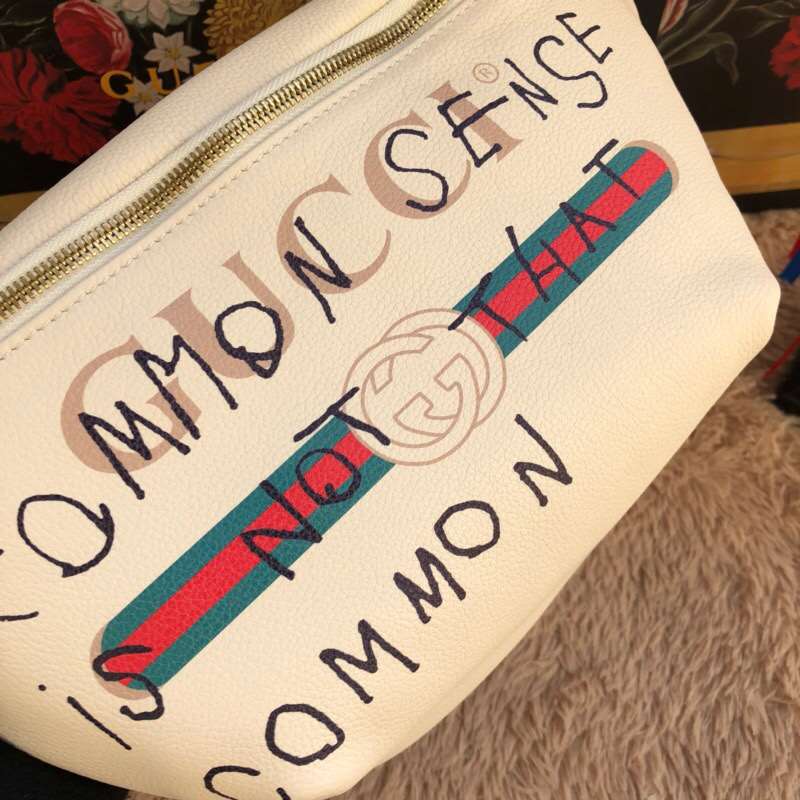 GUCCI®
COMMON SENSE
is NOT THAT
COMMON